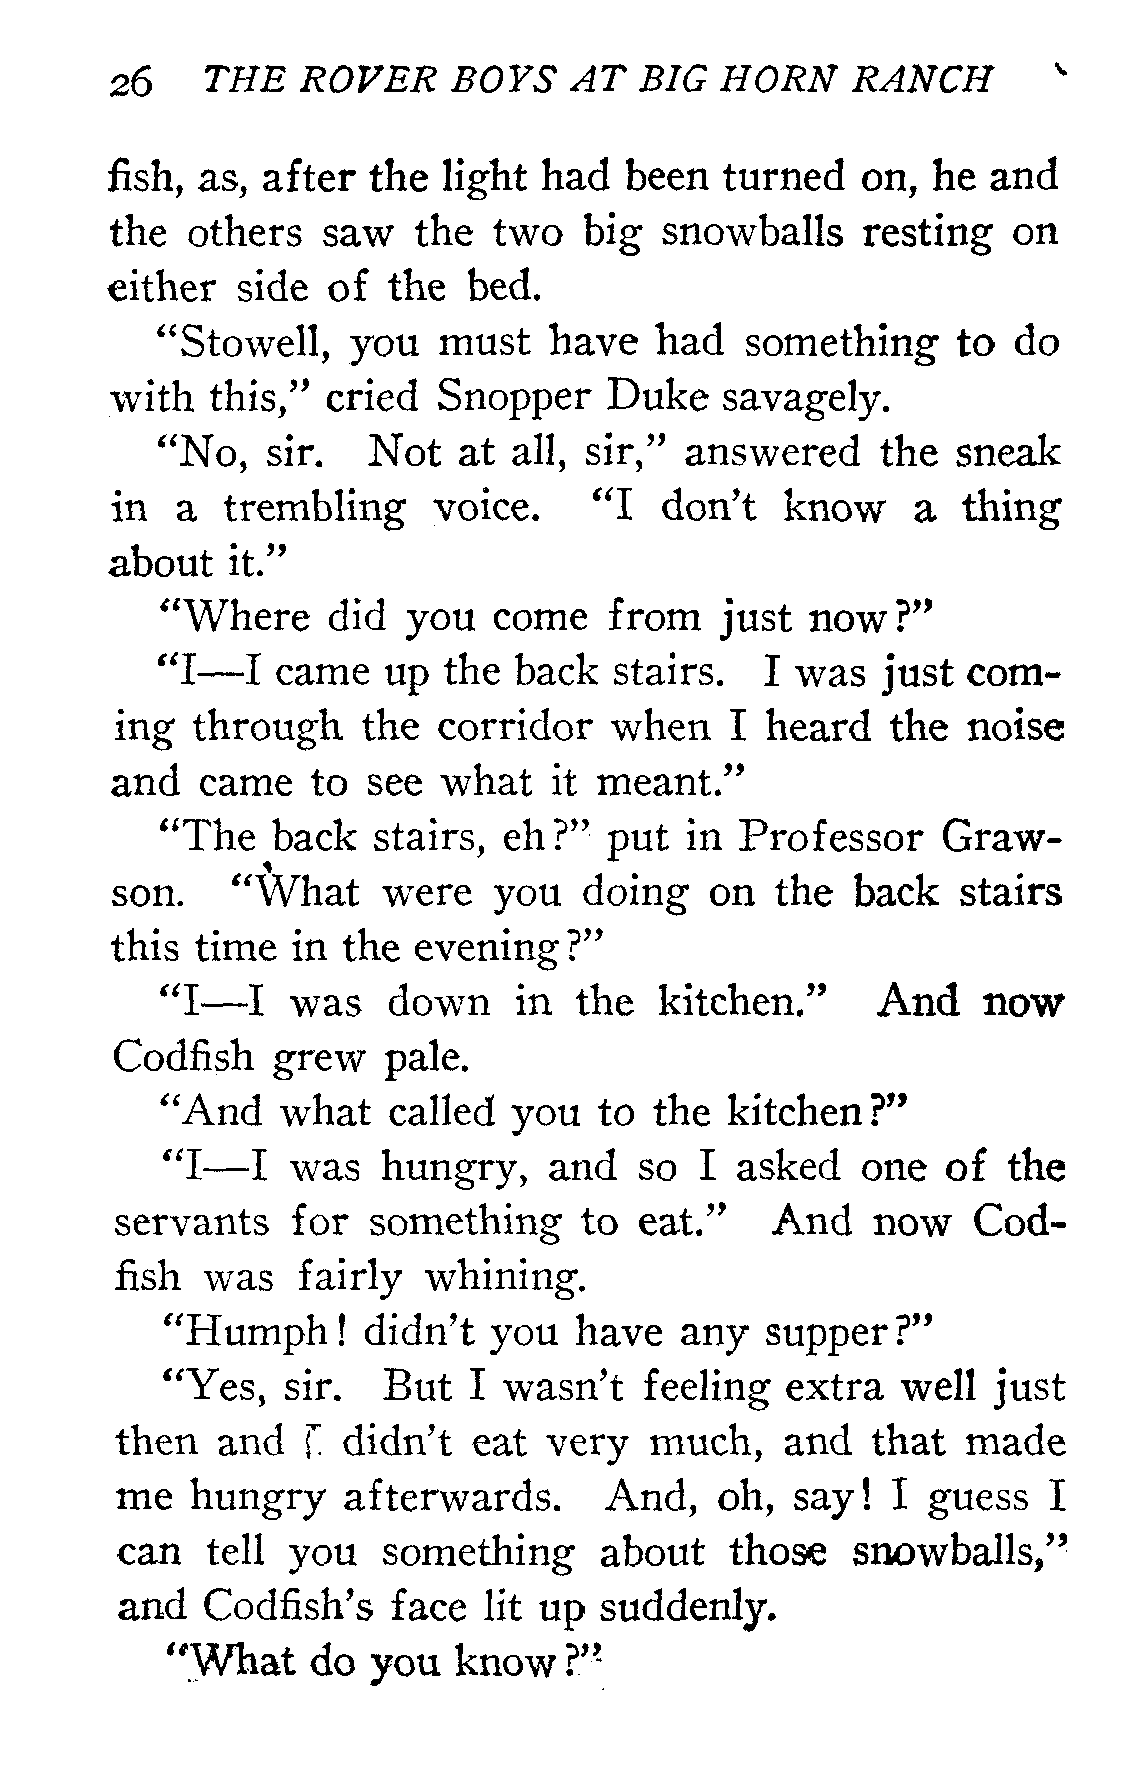 26 THE ROVER BOYS AT BIG HORN RANCH
fish, as, after the light had been turned on, he and
the others saw the two big snowballs resting on
either side of the bed.
"Stowell, you must have had something to do
with this," cried Snopper Duke savagely.
"No, sir. Not at all, sir," answered the sneak
in a trembling voice. "I don't know a thing
about it."
"Where did you come from just now?"
"I—I came up the back stairs. I was just com-
ing through the corridor when I heard the noise
and came to see what it meant."
"The back stairs, eh?" put in Professor Graw-
son. "What were you doing on the back stairs
this time in the evening?"
"I—I was down in the kitchen." And now
Codfish grew pale.
"And what called you to the kitchen?"
"I—I was hungry, and so I asked one of the
servants for something to eat." And now Cod-
fish was fairly whining.
"Humph! didn't you have any supper?"
"Yes, sir. But I wasn't feeling extra well just
then and I didn't eat very much, and that made
me hungry afterwards. And, oh, say! I guess I
can tell you something about those snowballs,"
and Codfish's face lit up suddenly.
"What do you know?"